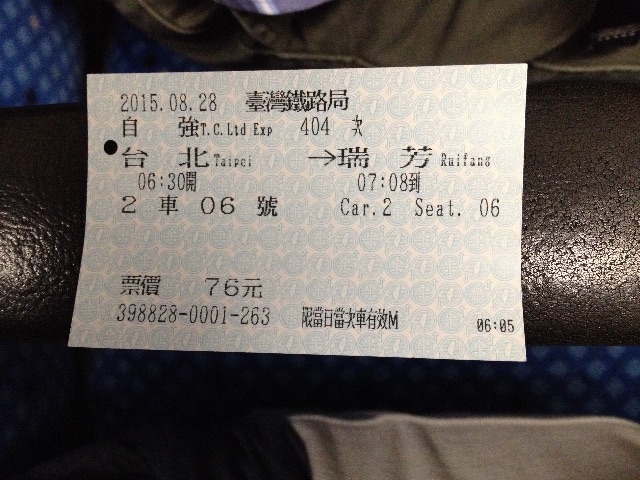 2015.08.28 臺灣鐵路局
自 強 T.C.Ltd Exp 404 次
台 北 Taipei → 瑞 芳 Ruifang
06:30開 07:08到
2 車 06 號 Car.2 Seat. 06
票價 76元
398828-0001-263 限當日當次車有效M 06:05